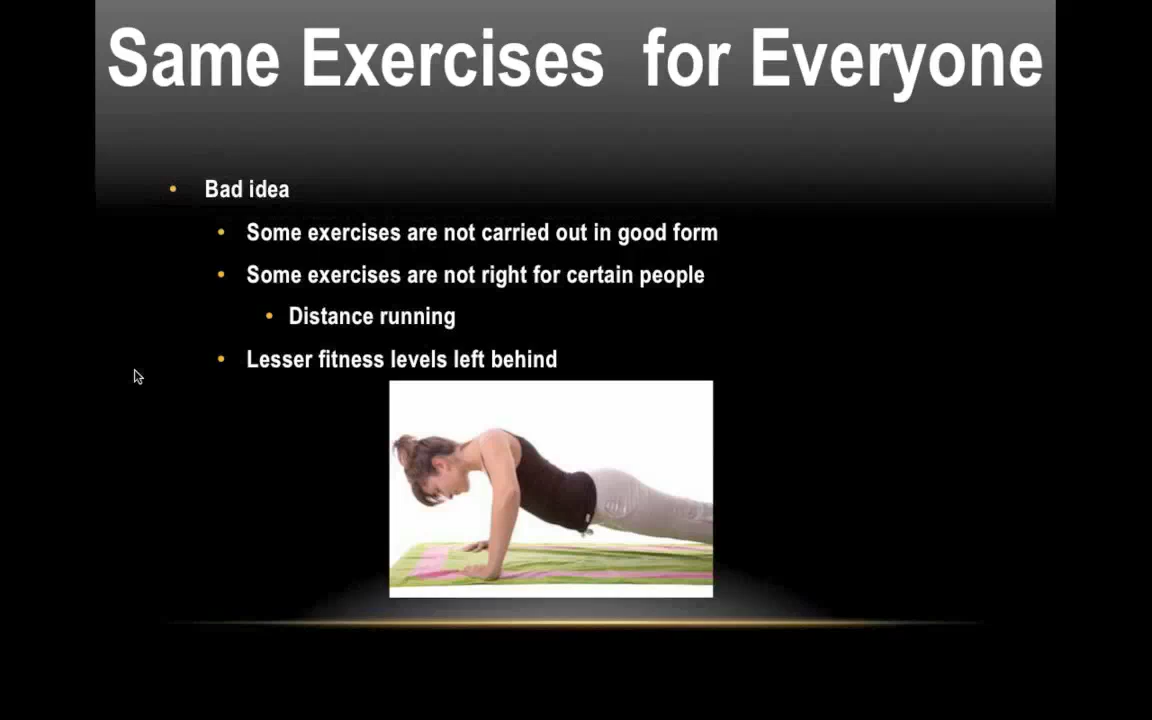 Same Exercises for Everyone
• Bad idea
• Some exercises are not carried out in good form
• Some exercises are not right for certain people
• Distance running
• Lesser fitness levels left behind